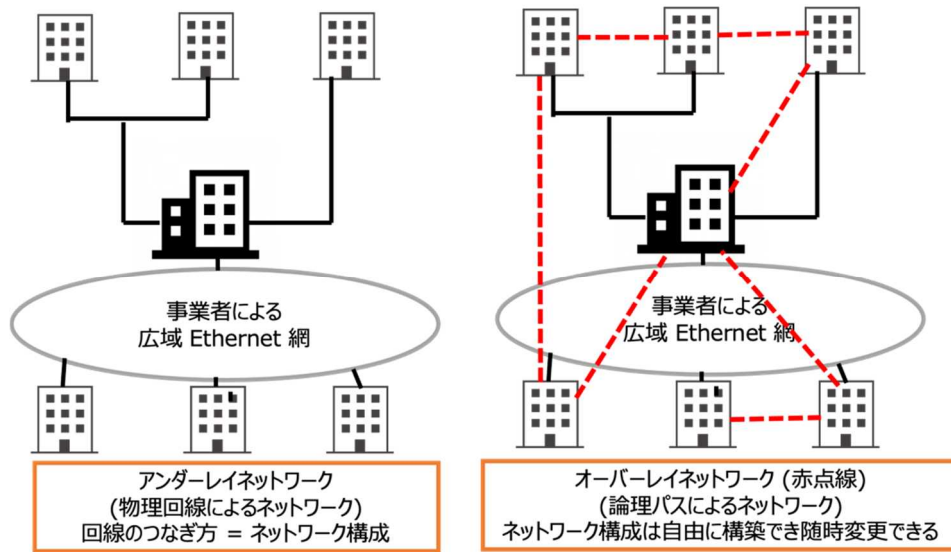 事業者による
広域 Ethernet 網
事業者による
広域 Ethernet 網
アンダーレイネットワーク
(物理回線によるネットワーク)
回線のつなぎ方 = ネットワーク構成
オーバーレイネットワーク (赤点線)
(論理パスによるネットワーク)
ネットワーク構成は自由に構築でき随時変更できる